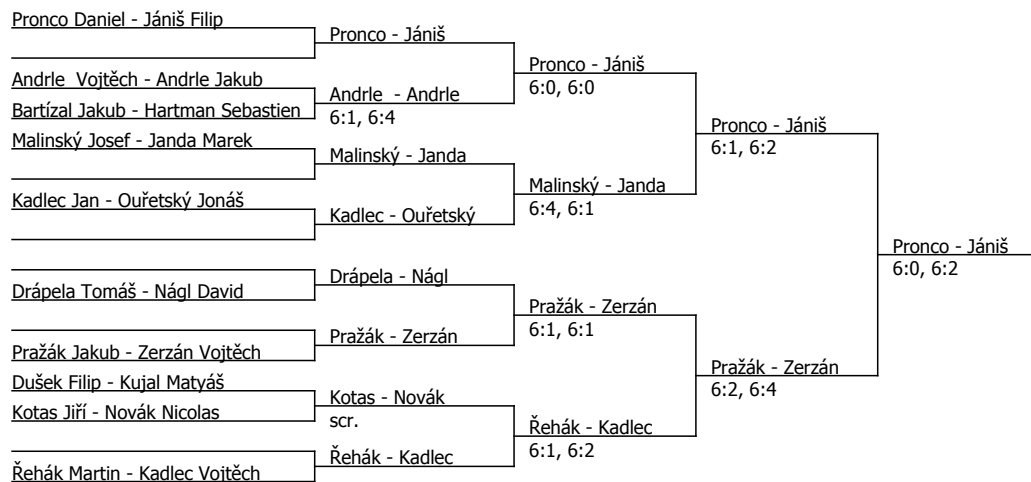 Pronco Daniel - Jániš Filip
Andrle  Vojtěch - Andrle Jakub
Bartízal Jakub - Hartman Sebastien
Malinský Josef - Janda Marek
Kadlec Jan - Ouřetský Jonáš
Drápela Tomáš - Nágl David
Pražák Jakub - Zerzán Vojtěch
Dušek Filip - Kujal Matyáš
Kotas Jiří - Novák Nicolas
Řehák Martin - Kadlec Vojtěch
Pronco - Jániš
Andrle  - Andrle
6:1, 6:4
Malinský - Janda
Kadlec - Ouřetský
Drápela - Nágl
Pražák - Zerzán
Kotas - Novák
scr.
Řehák - Kadlec
Pronco - Jániš
6:0, 6:0
Malinský - Janda
6:4, 6:1
Pražák - Zerzán
6:1, 6:1
Řehák - Kadlec
6:1, 6:2
Pronco - Jániš
6:1, 6:2
Pražák - Zerzán
6:2, 6:4
Pronco - Jániš
6:0, 6:2